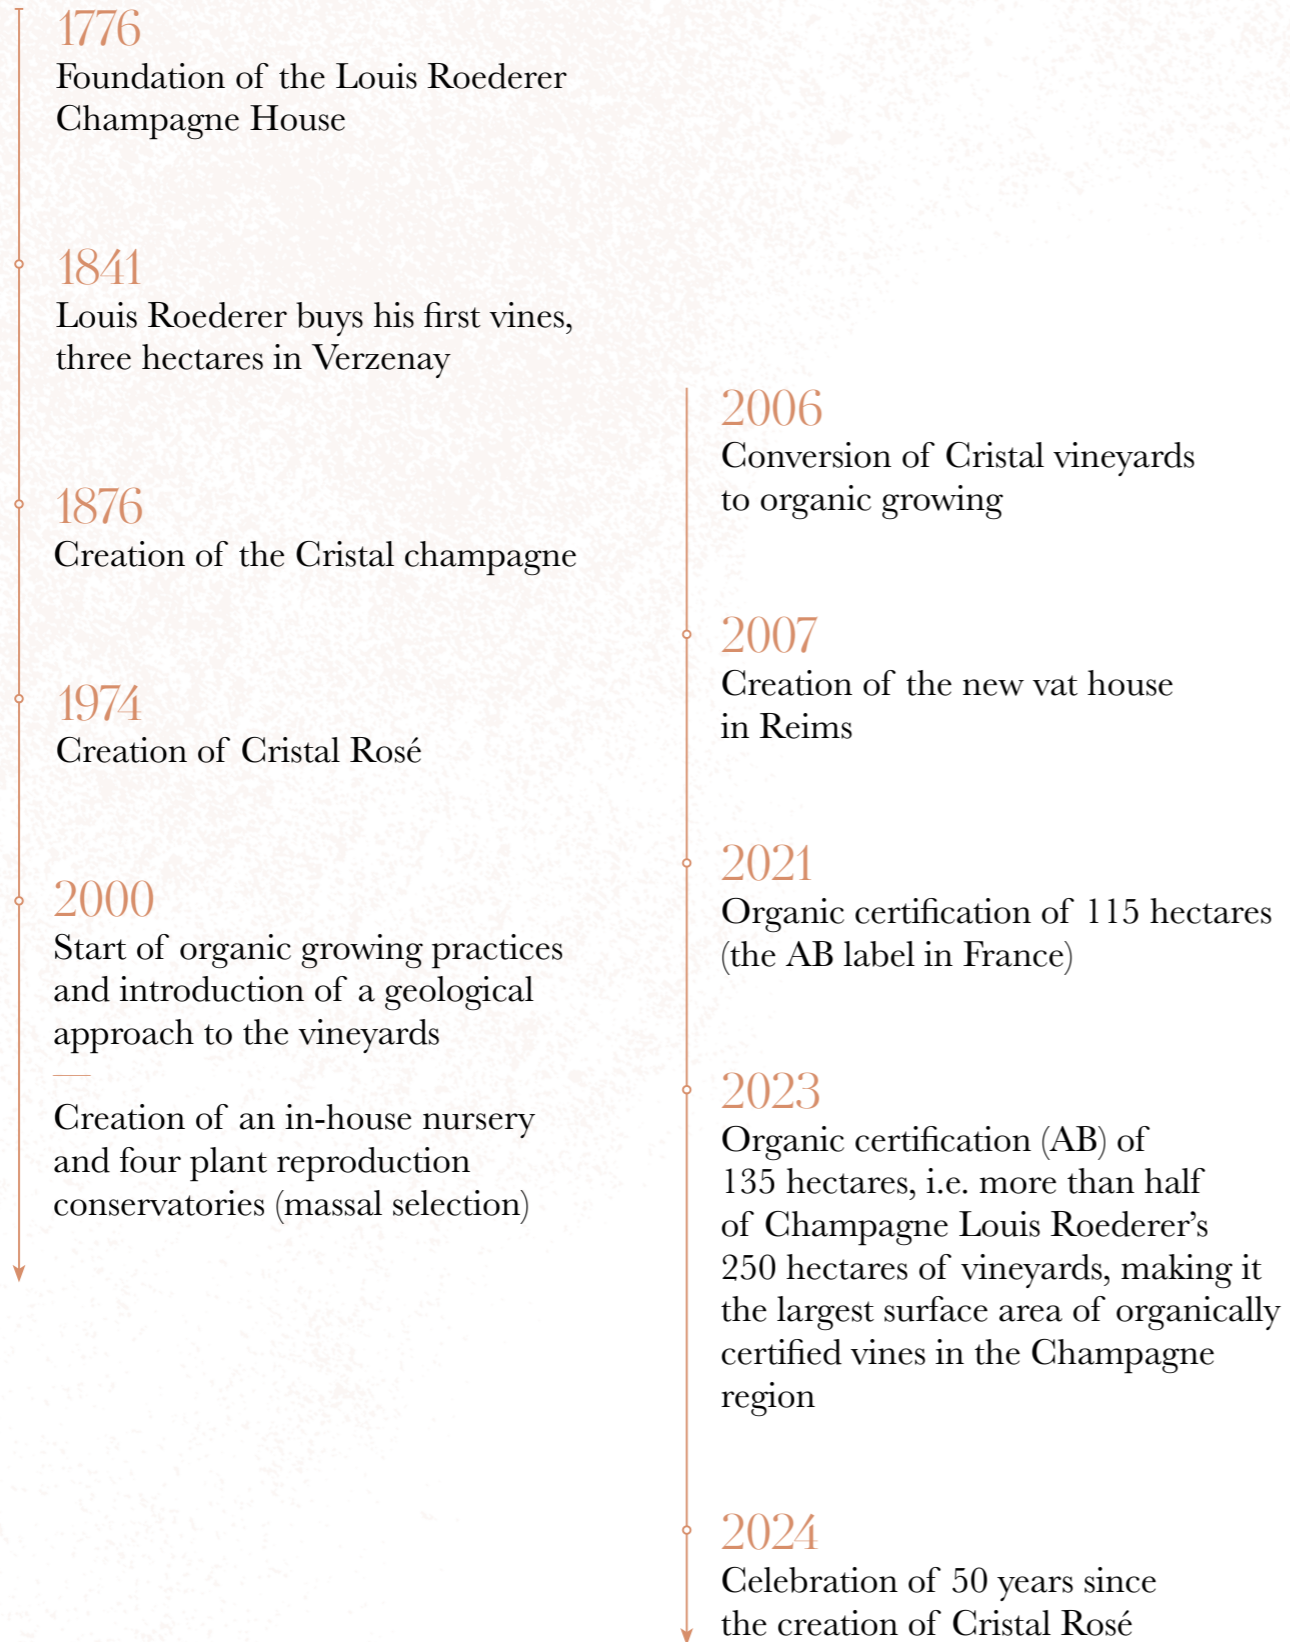 1776
Foundation of the Louis Roederer
Champagne House
1841
Louis Roederer buys his first vines,
three hectares in Verzenay
1876
Creation of the Cristal champagne
1974
Creation of Cristal Rosé
2000
Start of organic growing practices
and introduction of a geological
approach to the vineyards
Creation of an in-house nursery
and four plant reproduction
conservatories (massal selection)
2006
Conversion of Cristal vineyards
to organic growing
2007
Creation of the new vat house
in Reims
2021
Organic certification of 115 hectares
(the AB label in France)
2023
Organic certification (AB) of
135 hectares, i.e. more than half
of Champagne Louis Roederer’s
250 hectares of vineyards, making it
the largest surface area of organically
certified vines in the Champagne
region
2024
Celebration of 50 years since
the creation of Cristal Rosé